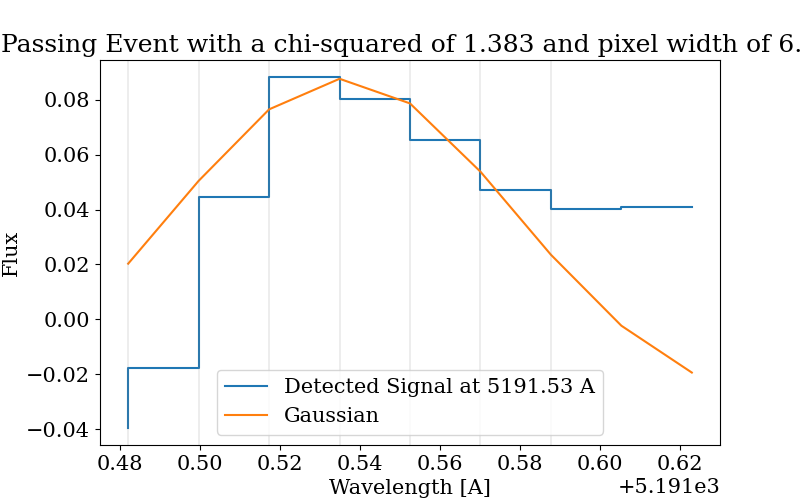 Passing Event with a chi-squared of 1.383 and pixel width of 6.
Flux
0.08
0.06
0.04
0.02
0.00
−0.02
−0.04
Detected Signal at 5191.53 A
Gaussian
0.48 0.50 0.52 0.54 0.56 0.58 0.60 0.62
Wavelength [A]
+5.191e3